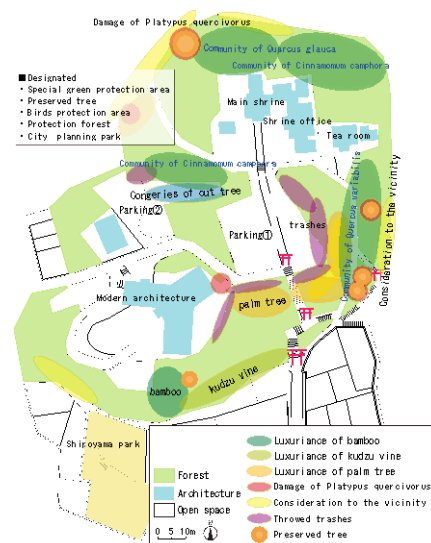 Damage of Platypus quercivorus
Community of Quarcus glauca
Community of Cinnamomum camphora
■Designated
・Special green protection area
・Preserved tree
・Birds protection area
・Protection forest
・City planning park
Main shrine
Shrine office
Tea room
Community of Cinnamomum camphora
Congeries of cut tree
Parking②
Parking①
trashes
Community of Quarcus variabilis
Consideration to the vicinity
Modern architecture
palm tree
kudzu vine
bamboo
Shiroyama park
Forest
Architecture
Open space
0 5 10m
Luxuriance of bamboo
Luxuriance of kudzu vine
Luxuriance of palm tree
Damage of Platypus quercivorus
Consideration to the vicinity
Throwed trashes
Preserved tree